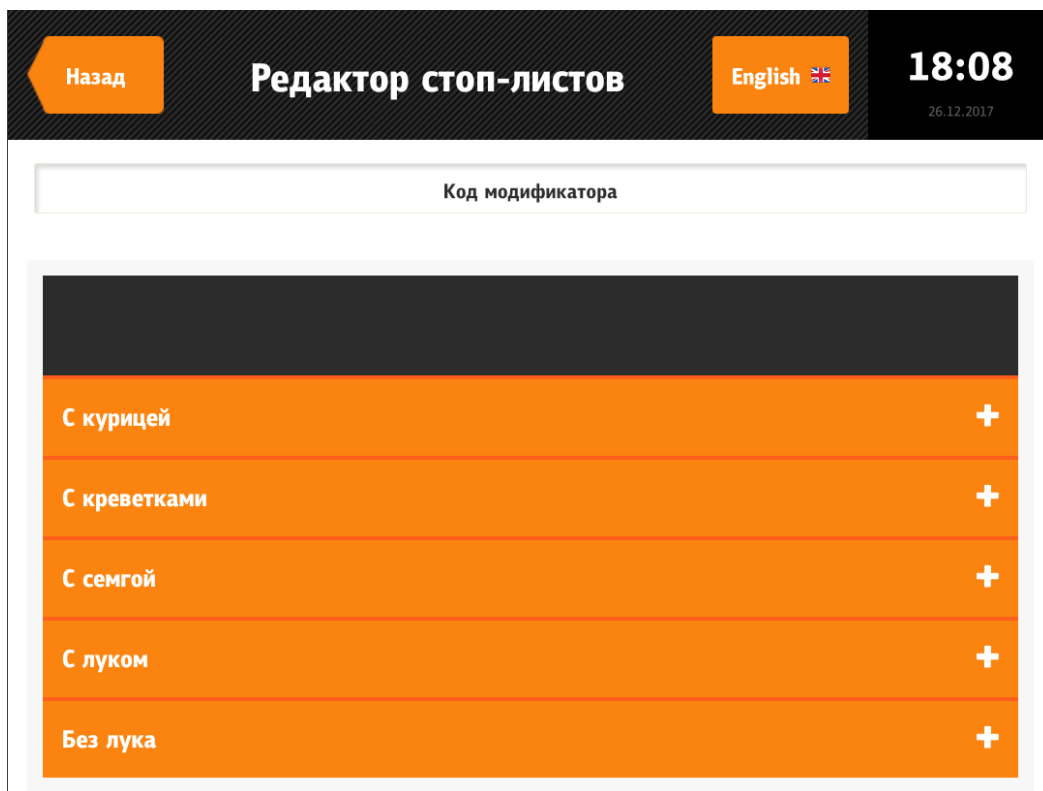 Назад
Редактор стоп-листов
English
18:08
26.12.2017
Код модификатора
С курицей
С креветками
С семгой
С луком
Без лука